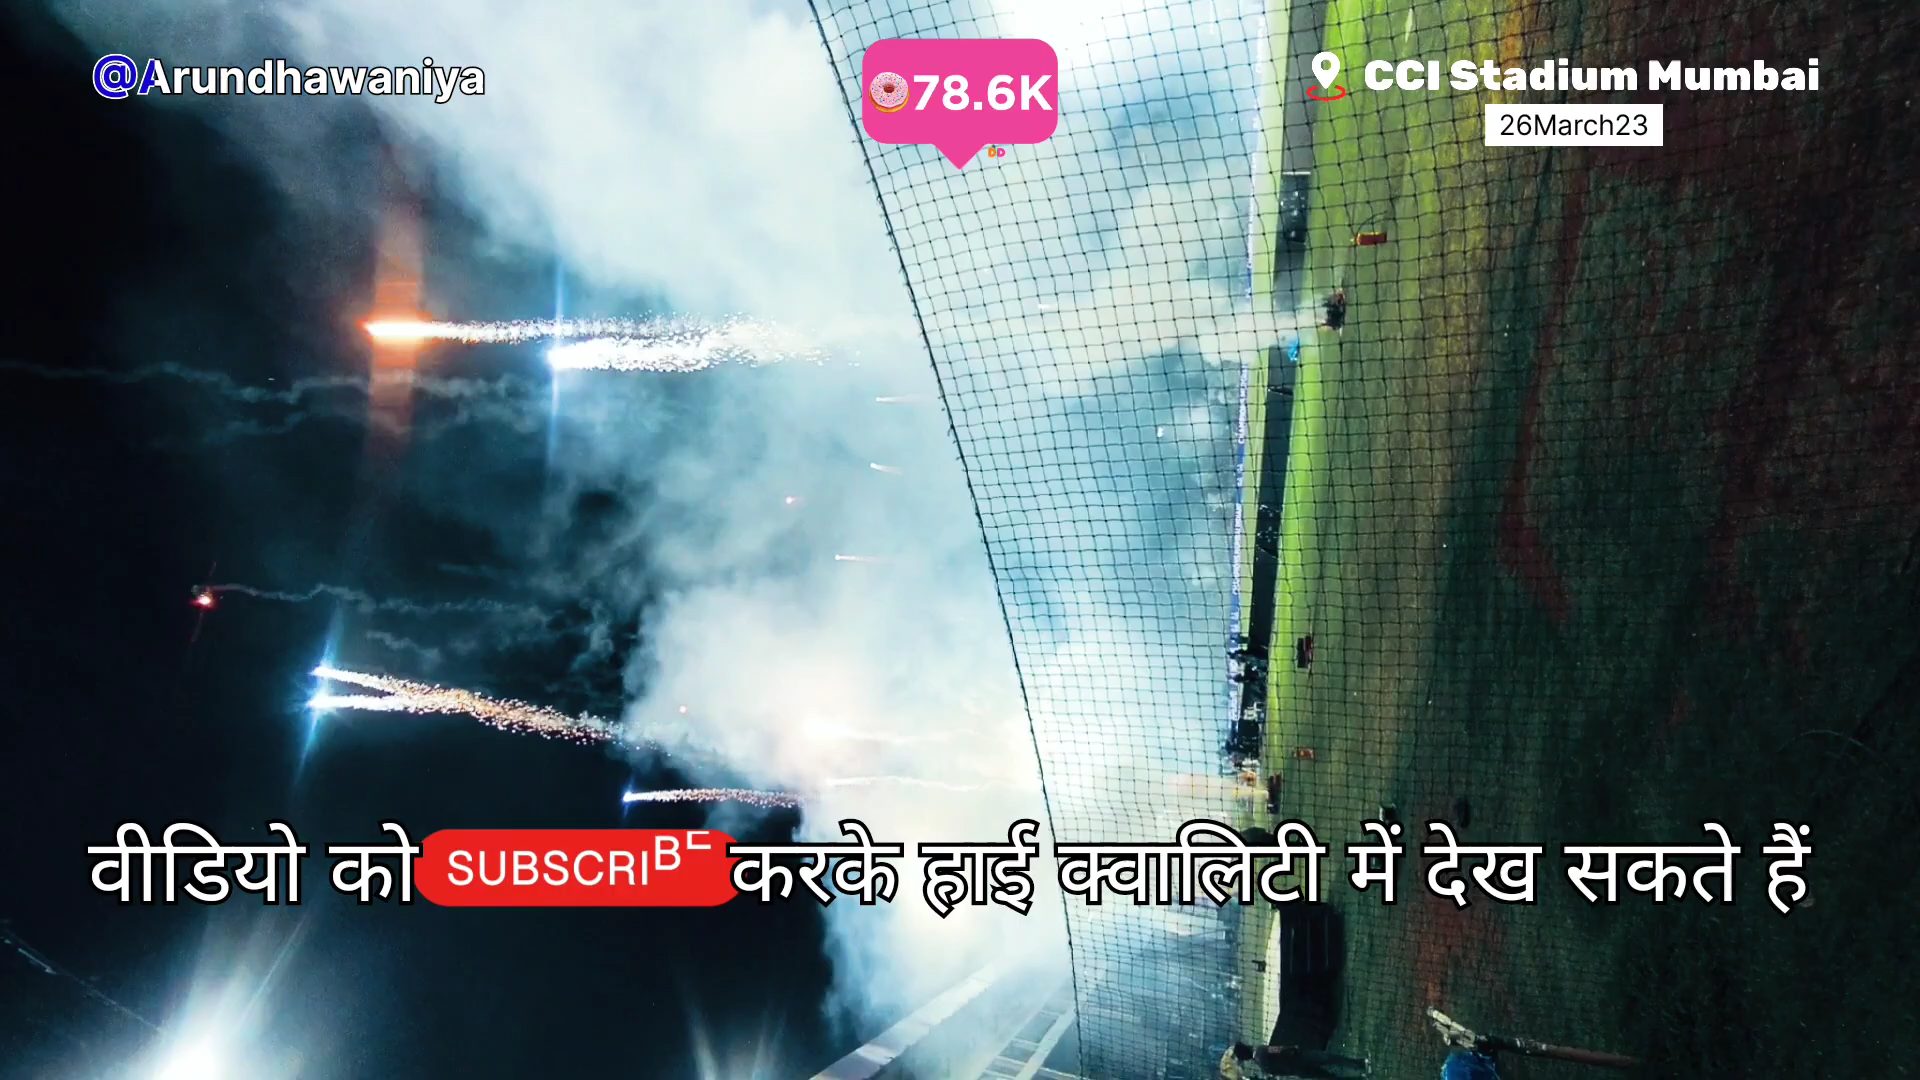 @Arundhawaniya
78.6K
CCI Stadium Mumbai
26March23
वीडियो को SUBSCRIBE करके हाई क्वालिटी में देख सकते हैं